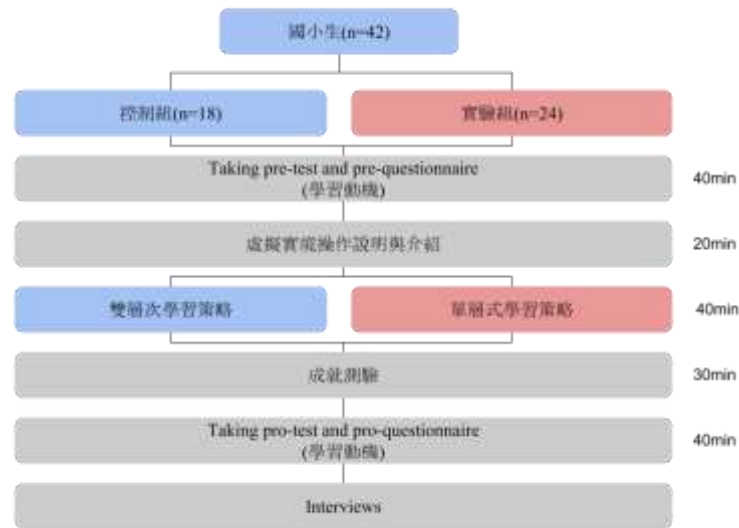 國小生(n=42)
控制組(n=18)
實驗組(n=24)
Taking pre-test and pre-questionnaire
(學習動機)
40min
虛擬實境操作說明與介紹
20min
雙層次學習策略
單層式學習策略
40min
成就測驗
30min
Taking pro-test and pro-questionnaire
(學習動機)
40min
Interviews